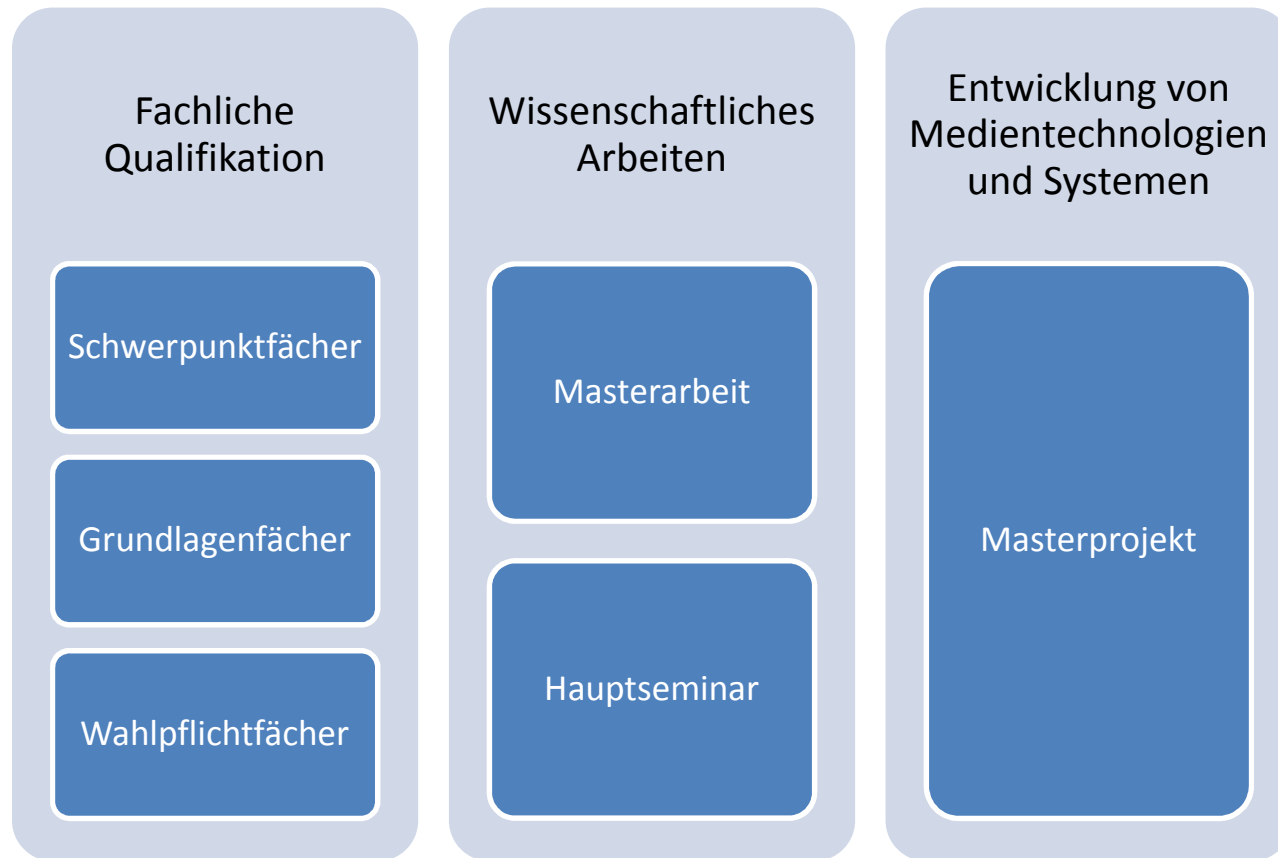 Fachliche
Qualifikation
Schwerpunktfächer
Grundlagenfächer
Wahlpflichtfächer
Wissenschaftliches
Arbeiten
Masterarbeit
Hauptseminar
Entwicklung von
Medientechnologien
und Systemen
Masterprojekt